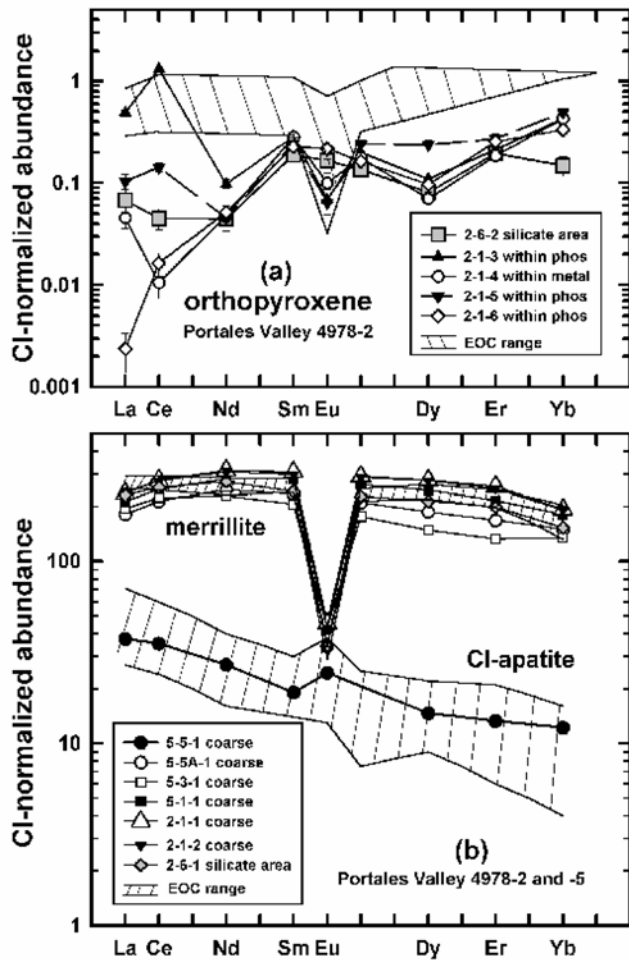 CI-normalized abundance
1
0.1
0.01
0.001
(a)
orthopyroxene
Portales Valley 4978-2
2-6-2 silicate area
2-1-3 within phos
2-1-4 within metal
2-1-5 within phos
2-1-6 within phos
EOC range
La Ce Nd Sm Eu Dy Er Yb
CI-normalized abundance
100
10
1
merrillite
Cl-apatite
5-5-1 coarse
5-5A-1 coarse
5-3-1 coarse
5-1-1 coarse
2-1-1 coarse
2-1-2 coarse
2-6-1 silicate area
EOC range
(b)
Portales Valley 4978-2 and -5
La Ce Nd Sm Eu Dy Er Yb